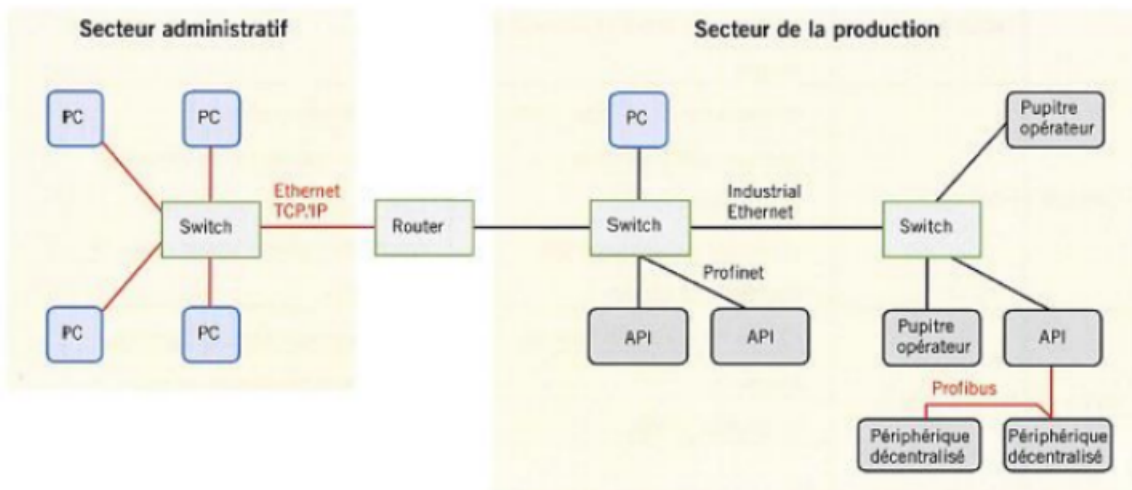 Secteur administratif
Secteur de la production
PC
PC
PC
Pupitre
opérateur
Ethernet
TCP/IP
Industrial
Ethernet
Switch
Router
Switch
Switch
Profinet
PC
PC
API
API
Pupitre
opérateur
API
Profibus
Périphérique
décentralisé
Périphérique
décentralisé